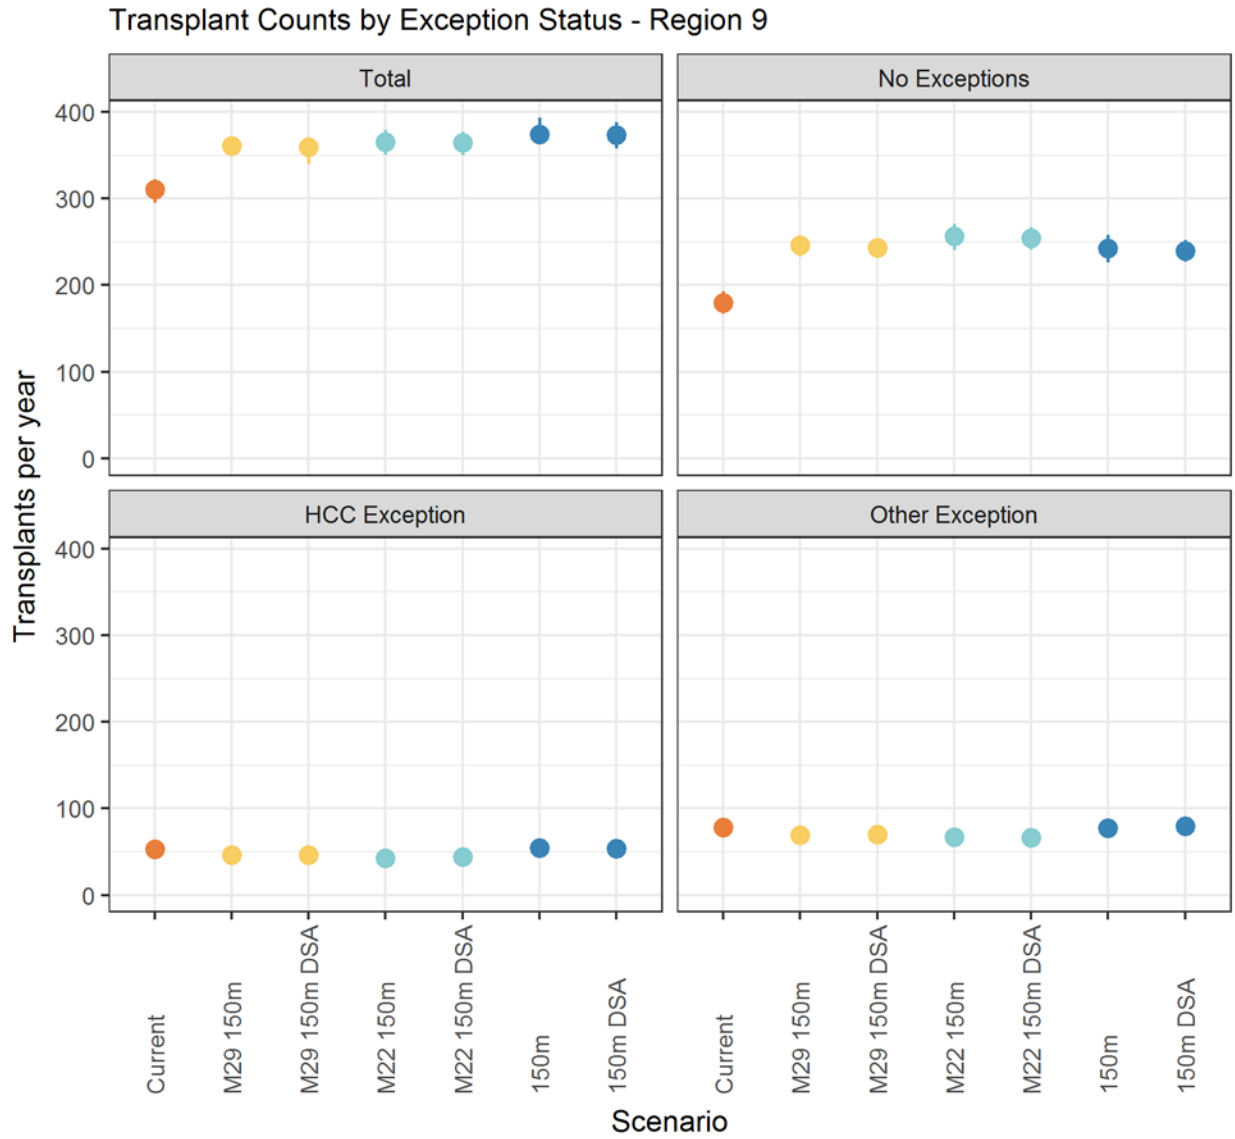 Transplant Counts by Exception Status - Region 9
Total
No Exceptions
400
300
200
100
0
HCC Exception
Other Exception
400
300
200
100
0
Transplants per year
Current
M29 150m
M29 150m DSA
M22 150m
M22 150m DSA
150m
150m DSA
Current
M29 150m
M29 150m DSA
M22 150m
M22 150m DSA
150m
150m DSA
Scenario